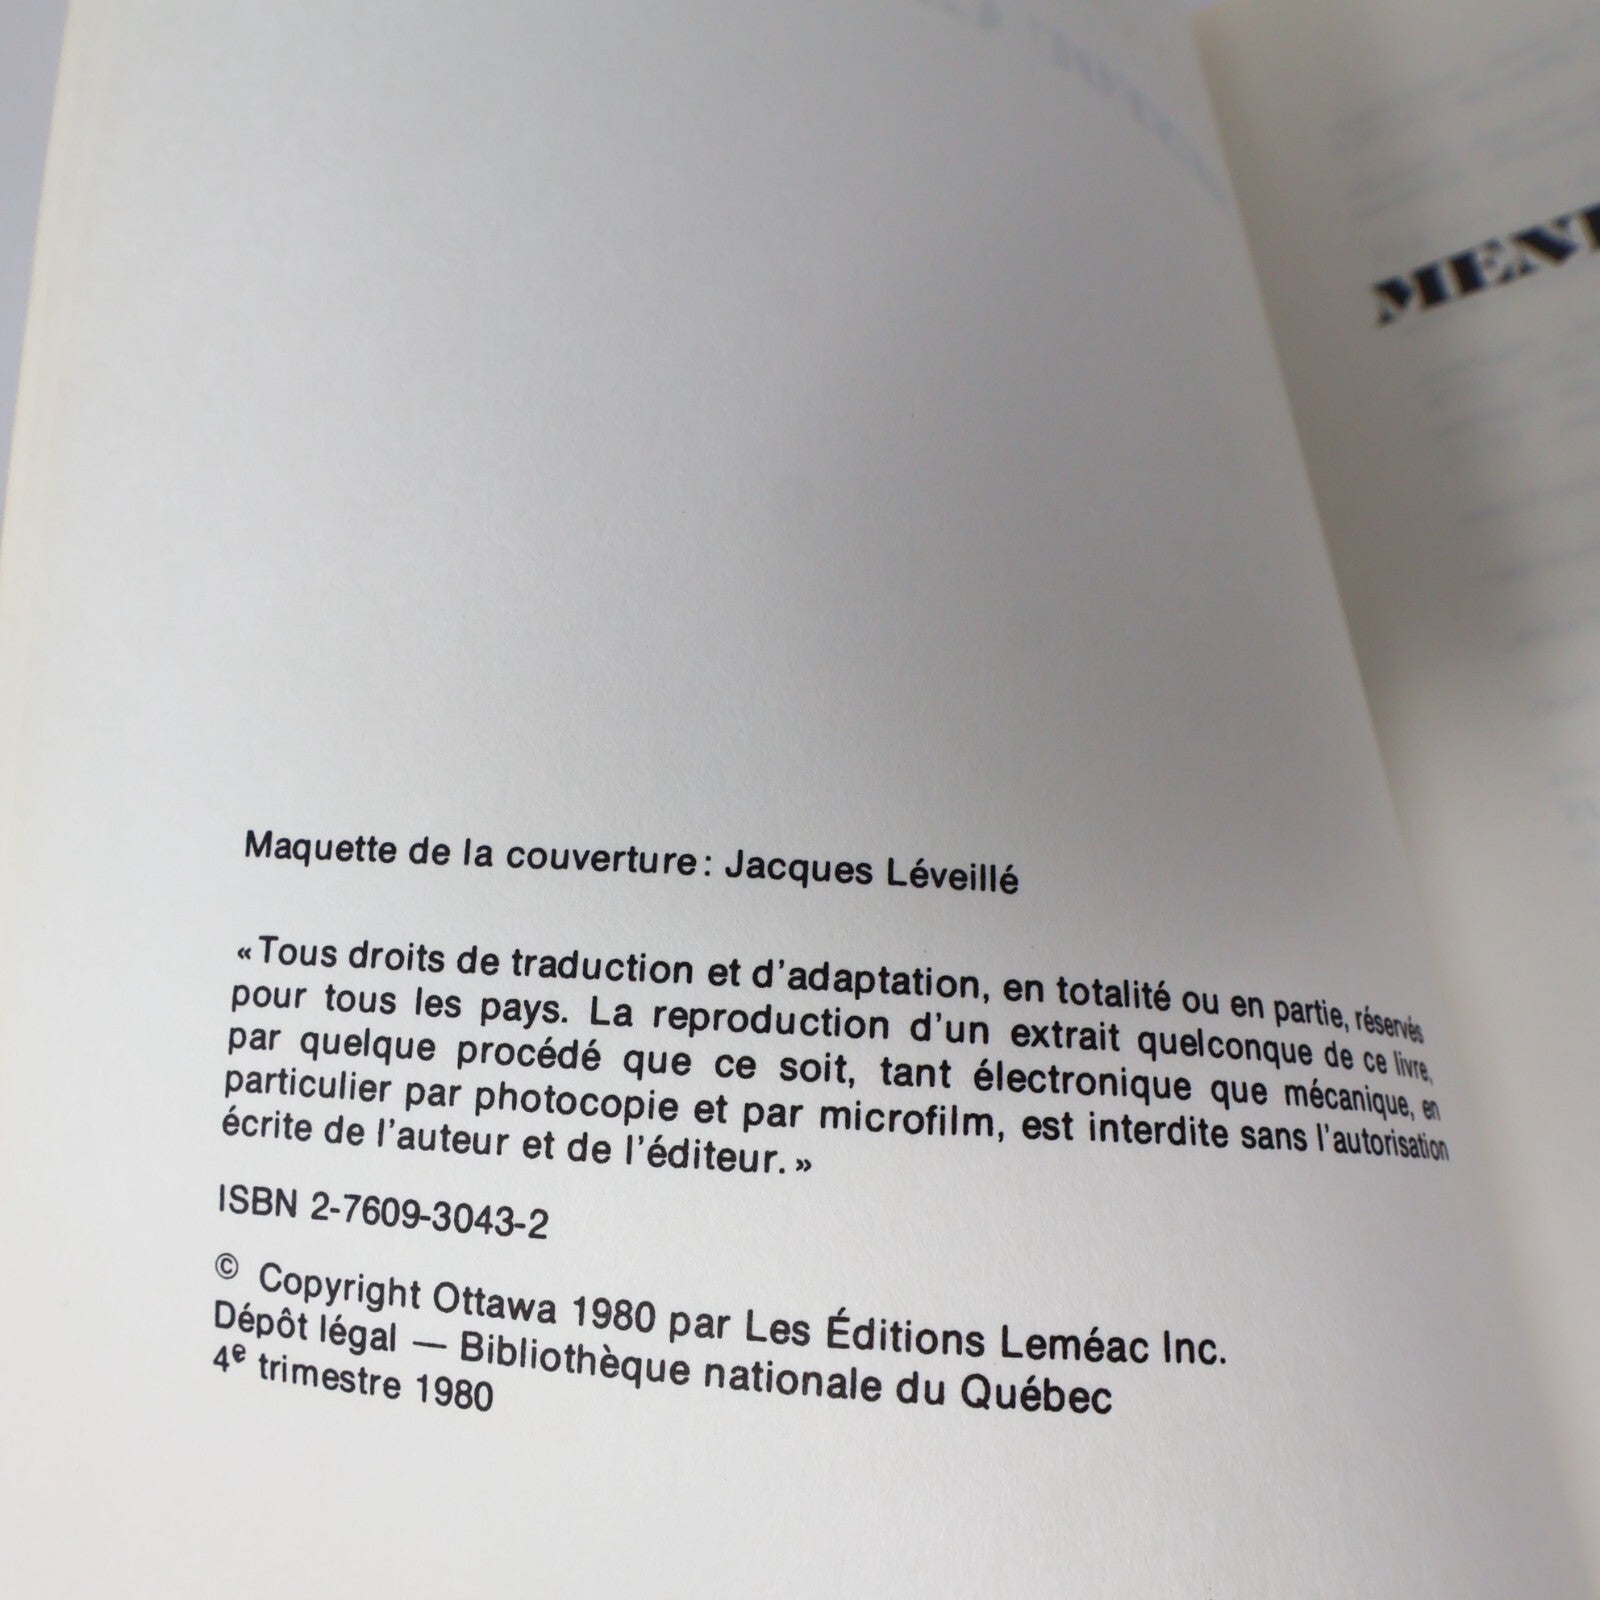 Maquette de la couverture: Jacques Léveillé
« Tous droits de traduction et d'adaptation, en totalité ou en partie, réservés
pour tous les pays. La reproduction d'un extrait quelconque de ce livre,
par quelque procédé que ce soit, tant électronique que mécanique, en
particulier par photocopie et par microfilm, est interdite sans l'autorisation
écrite de l'auteur et de l'éditeur. »
ISBN 2-7609-3043-2
© Copyright Ottawa 1980 par Les Éditions Leméac Inc.
Dépôt légal — Bibliothèque nationale du Québec
4e trimestre 1980